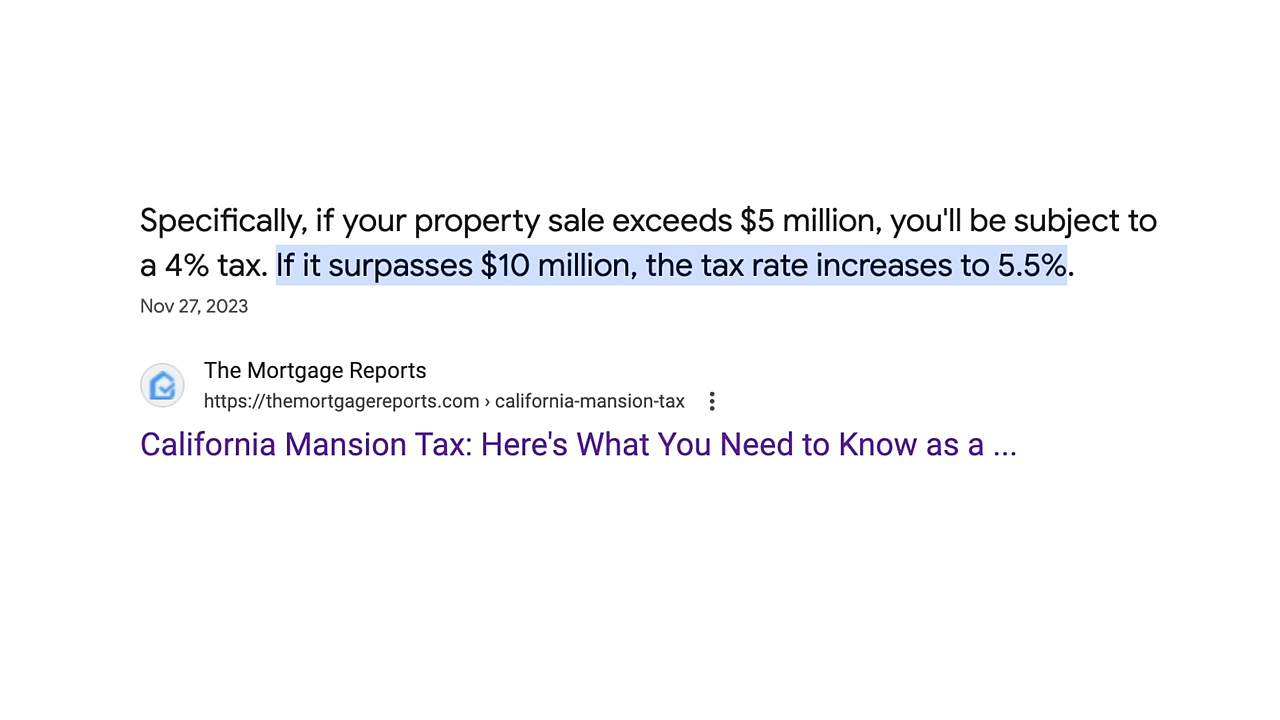 Specifically, if your property sale exceeds $5 million, you'll be subject to
a 4% tax. If it surpasses $10 million, the tax rate increases to 5.5%.
Nov 27, 2023
The Mortgage Reports
https://themortgagereports.com › california-mansion-tax
California Mansion Tax: Here's What You Need to Know as a ...